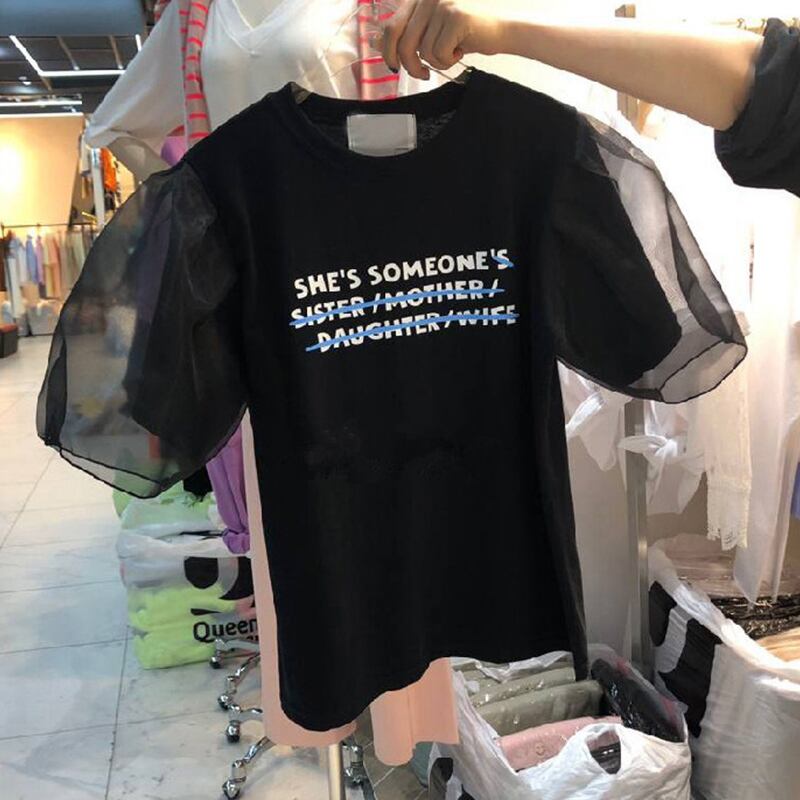 SHE'S SOMEONE'S
SISTER / MOTHER /
DAUGHTER / WIFE
Queen